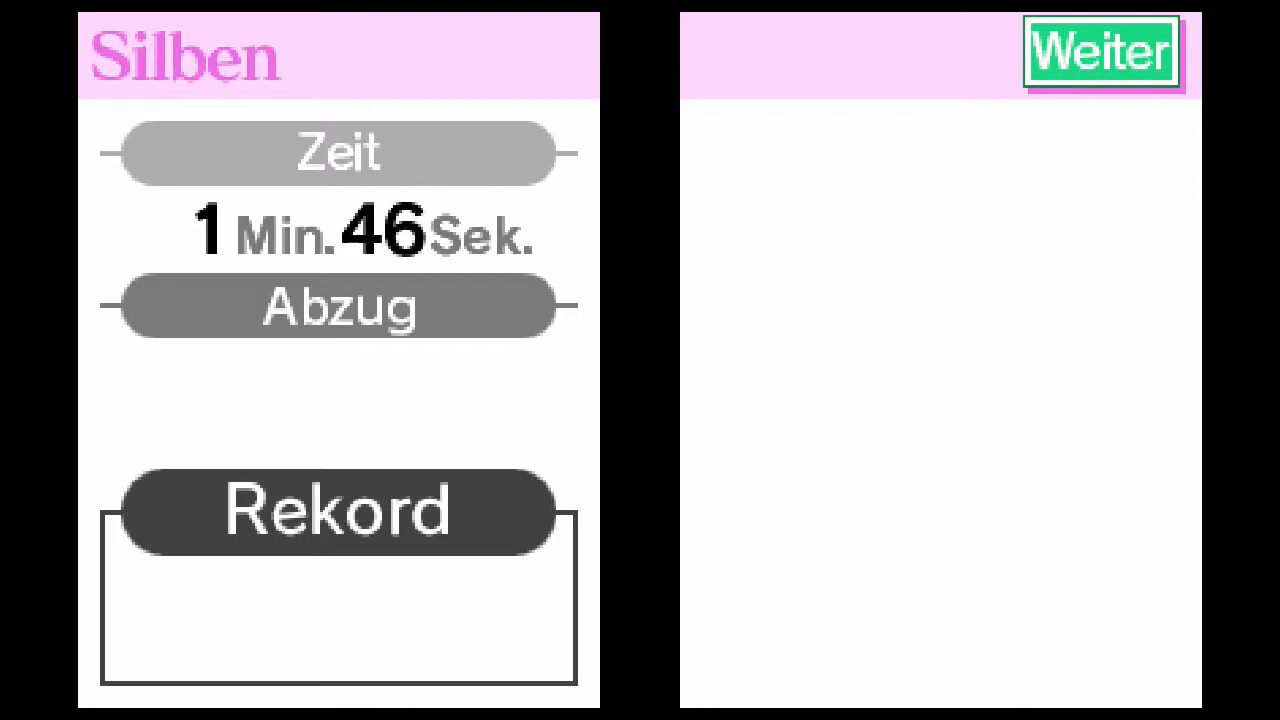 Silben
Zeit
1 Min. 46 Sek.
Abzug
Rekord
Weiter